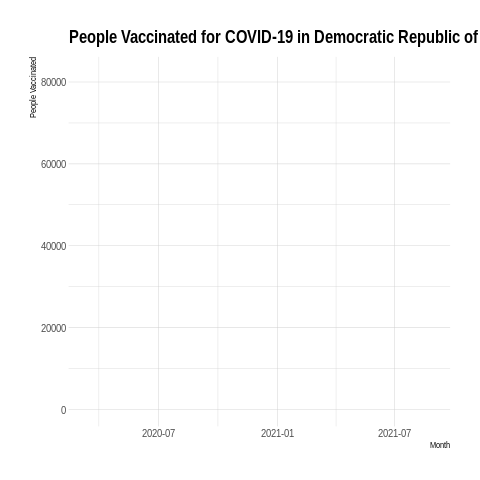 People Vaccinated for COVID-19 in Democratic Republic of
People Vaccinated
80000
60000
40000
20000
0
2020-07 2021-01 2021-07
Month